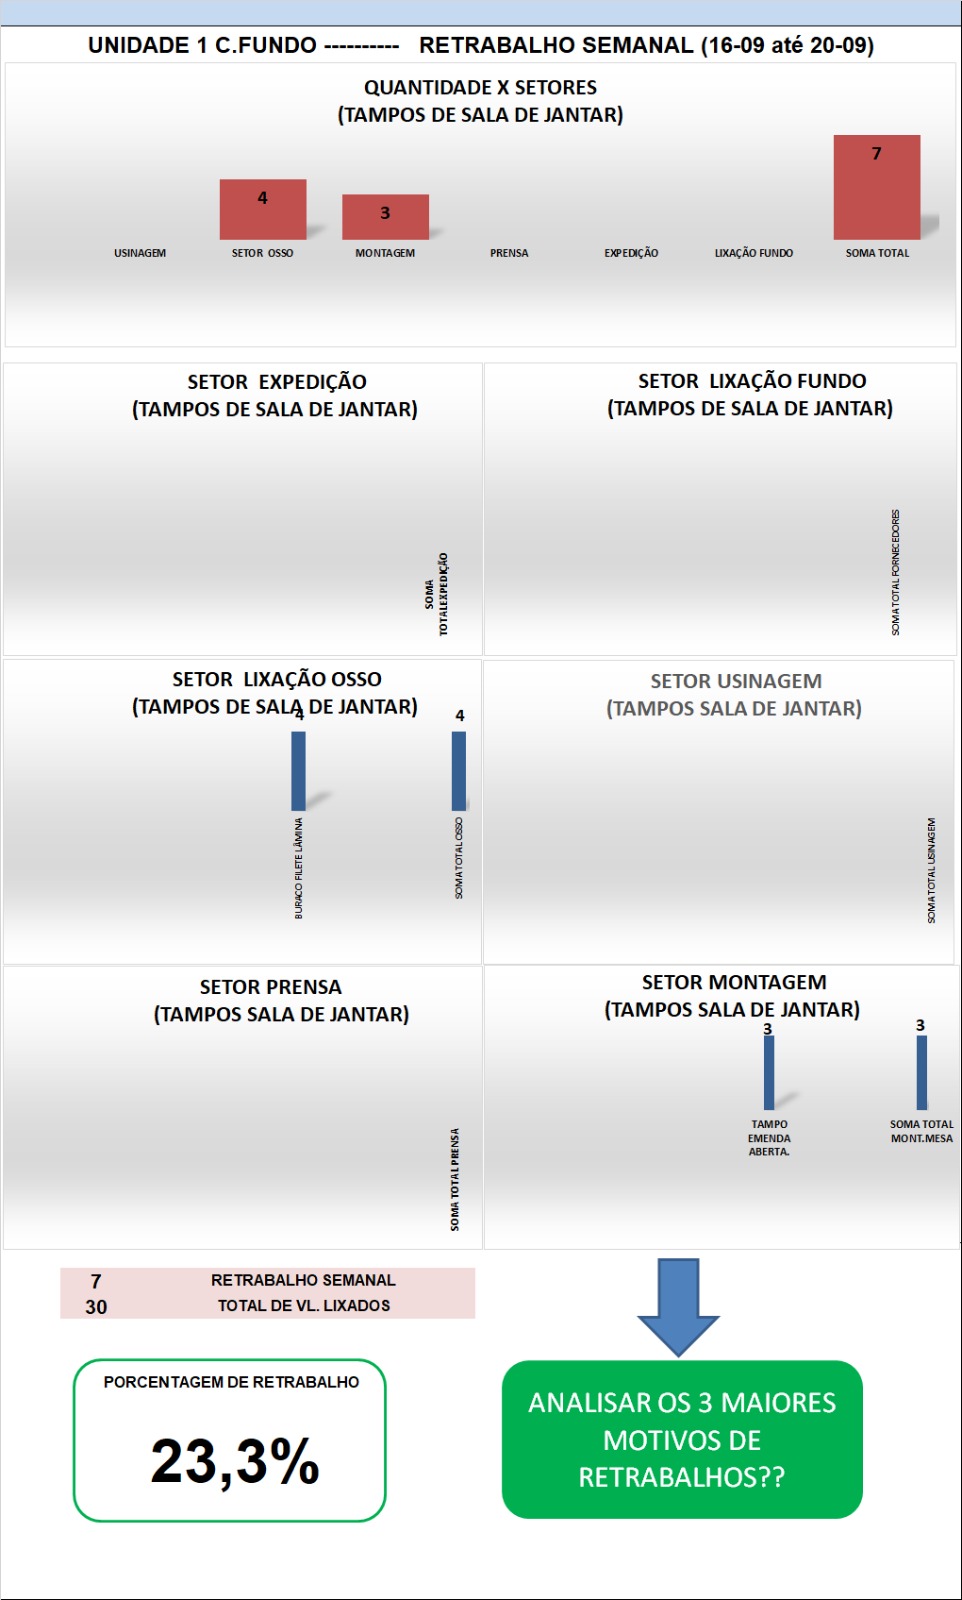 UNIDADE 1 C.FUNDO ---------- RETRABALHO SEMANAL (16-09 até 20-09)
QUANTIDADE X SETORES
(TAMPOS DE SALA DE JANTAR)
4
3
7
USINAGEM
SETOR OSSO
MONTAGEM
PRENSA
EXPEDIÇÃO
LIXAÇÃO FUNDO
SOMA TOTAL
SETOR EXPEDIÇÃO
(TAMPOS DE SALA DE JANTAR)
SOMA
TOTALEXPEDIÇÃO
SETOR LIXAÇÃO FUNDO
(TAMPOS DE SALA DE JANTAR)
SOMA TOTAL FORNECEDORES
SETOR LIXAÇÃO OSSO
(TAMPOS DE SALA DE JANTAR)
4
4
BURACO FILETE LÂMINA
SOMA TOTAL OSSO
SETOR USINAGEM
(TAMPOS SALA DE JANTAR)
SOMA TOTAL USINAGEM
SETOR PRENSA
(TAMPOS SALA DE JANTAR)
SOMA TOTAL PRENSA
SETOR MONTAGEM
(TAMPOS SALA DE JANTAR)
3
3
TAMPO
EMENDA
ABERTA.
SOMA TOTAL
MONT.MESA
7 RETRABALHO SEMANAL
30 TOTAL DE VL. LIXADOS
PORCENTAGEM DE RETRABALHO
23,3%
ANALISAR OS 3 MAIORES
MOTIVOS DE
RETRABALHOS??